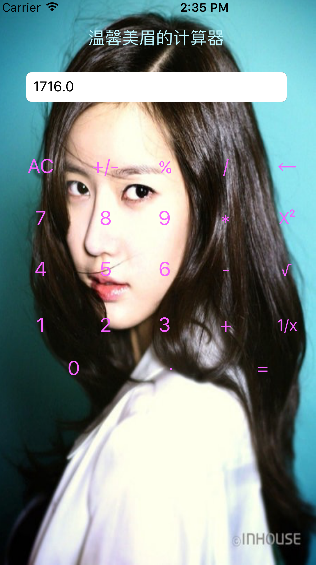 Carrier 2:35 PM
温馨美眉的计算器
1716.0
AC +/- % / ←
7 8 9 * X²
4 5 6 - √
1 2 3 + 1/x
0 . =
©INHOUSE